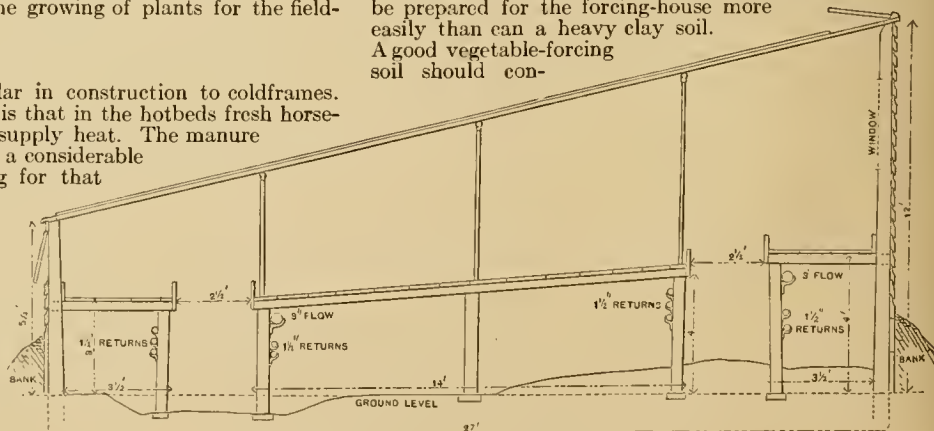 he growing of plants for the field-
lar in construction to coldframes.
is that in the hotbeds fresh horse-
supply heat. The manure
a considerable
g for that
be prepared for the forcing-house more
easily than can a heavy clay soil.
A good vegetable-forcing
soil should con-
WINDOW
12'
5½'
2½'
2½'
3" FLOW
1½" RETURNS
1½" RETURNS
3' FLOW
1½" RETURNS
1½" RETURNS
4'
4'
BANK
BANK
3½'
14'
3½'
GROUND LEVEL
27'